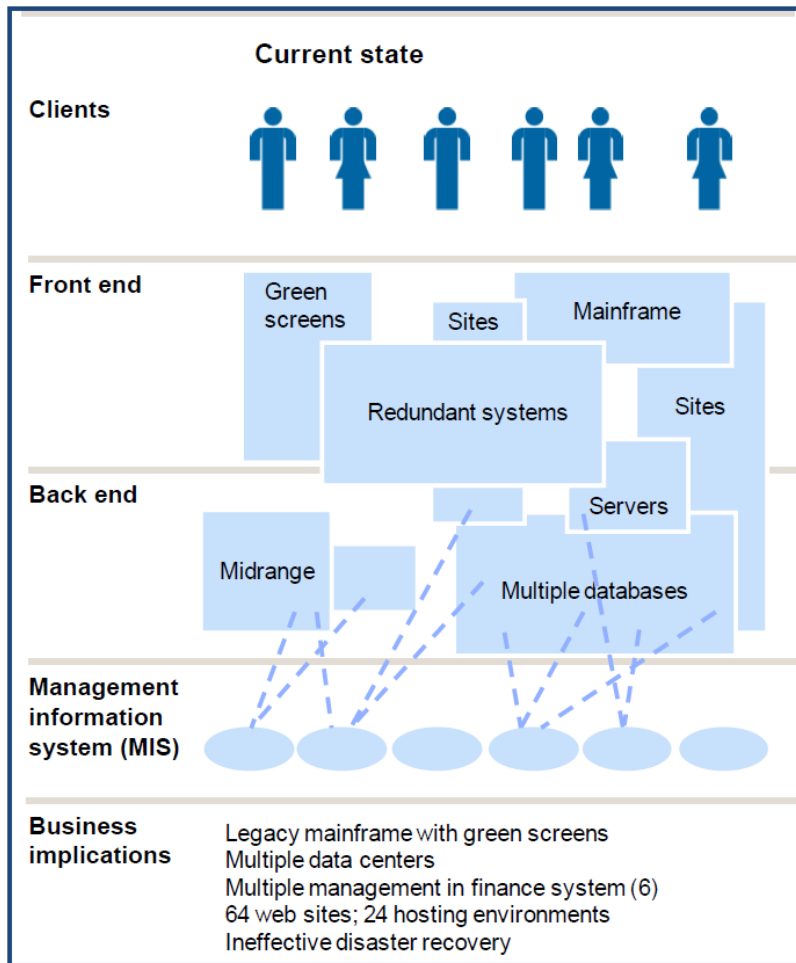 Current state
Clients
Front end
Green
screens
Sites
Mainframe
Redundant systems
Sites
Back end
Servers
Midrange
Multiple databases
Management
information
system (MIS)
Business
implications
Legacy mainframe with green screens
Multiple data centers
Multiple management in finance system (6)
64 web sites; 24 hosting environments
Ineffective disaster recovery